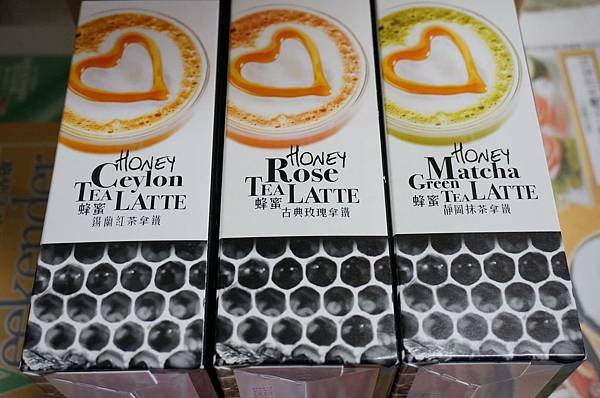 HONEY
Ceylon
TEA LATTE
蜂蜜
錫蘭紅茶拿鐵
HONEY
Rose
TEA LATTE
蜂蜜
古典玫瑰拿鐵
HONEY
Matcha
Green TEA LATTE
蜂蜜
靜岡抹茶拿鐵
eekender